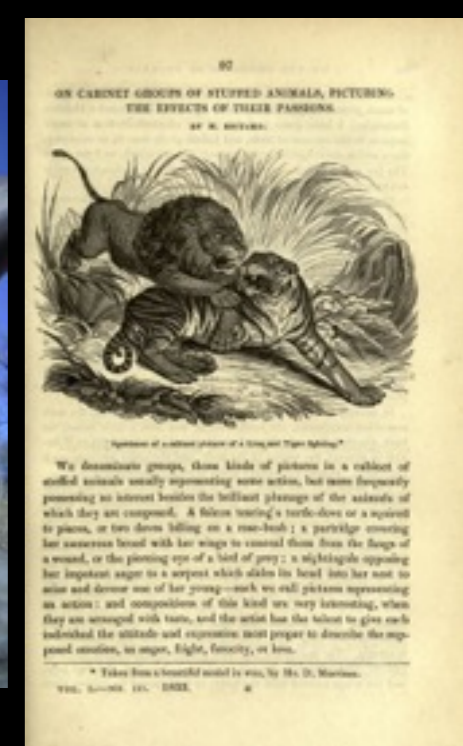 97
ON CABINET GROUPS OF STUFFED ANIMALS, PICTURING
THE EFFECTS OF THEIR PASSIONS.
Specimen of a cabinet picture of a Lion and Tiger fighting.*
We denominate groups, those kinds of pictures in a cabinet of
stuffed animals usually representing some action, but more frequently
possessing no interest besides the brilliant plumage of the animals of
which they are composed. A falcon tearing a turtle-dove or a squirrel
to pieces, or two doves billing on a rose-bush; a partridge covering
her numerous brood with her wings to conceal them from the fangs of
a wound, or the piercing eye of a bird of prey; a nightingale opposing
her impotent anger to a serpent which slides its head into her nest to
seize and devour one of her young—such we call pictures representing
an action: and compositions of this kind are very interesting, when
they are arranged with taste, and the artist has the talent to give each
individual the attitude and expression most proper to describe the sup-
posed emotion, as anger, fright, ferocity, or love.
* Taken from a beautiful model in wax, by Mr. D.
VOL. I.—NO. III. 1833.